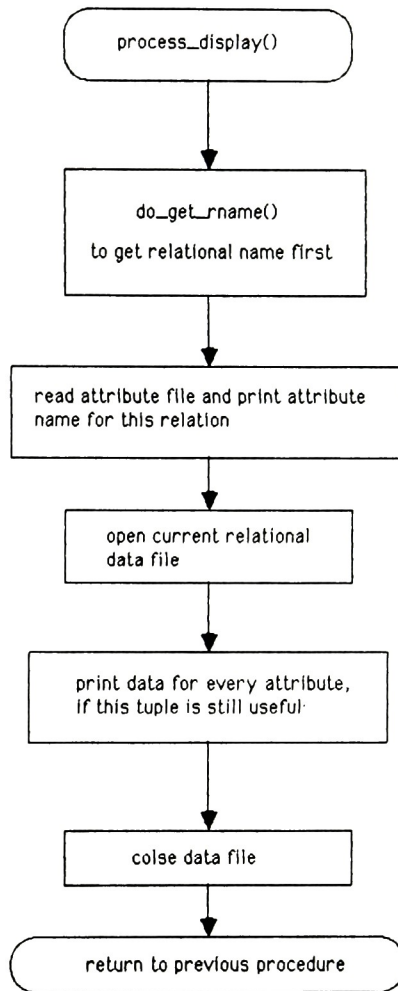 process_display()
do_get_rname()
to get relational name first
read attribute file and print attribute
name for this relation
open current relational
data file
print data for every attribute,
if this tuple is still useful
colse data file
return to previous procedure